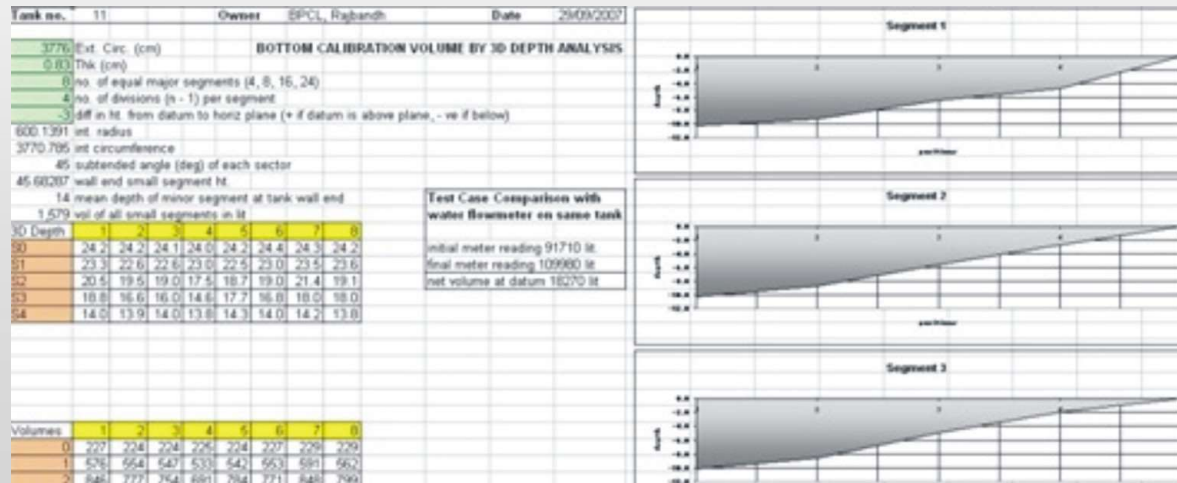 Tank no. 11 Owner BPCL, Rajbandh Date 29/09/2007
3776 Ext. Circ. (cm) BOTTOM CALIBRATION VOLUME BY 3D DEPTH ANALYSIS
0.83 Thk (cm)
8 no. of equal major segments (4, 8, 16, 24)
4 no. of divisions (n - 1) per segment
-3 diff in ht. from datum to horiz plane (+ if datum is above plane, - ve if below)
600.1391 int. radius
3770.785 int circumference
45 subtended angle (deg) of each sector
45.68287 wall end small segment ht.
14 mean depth of minor segment at tank wall end
1,579 vol of all small segments in lit
Test Case Comparison with
water flowmeter on same tank
initial meter reading 91710 lit
final meter reading 109980 lit
net volume at datum 18270 lit
3D Depth 1 2 3 4 5 6 7 8
S0 24.2 24.2 24.1 24.0 24.2 24.4 24.3 24.2
S1 23.3 22.6 22.6 23.0 22.5 23.0 23.5 23.6
S2 20.5 19.5 19.0 17.5 18.7 19.0 21.4 19.1
S3 18.8 16.6 16.0 14.6 17.7 16.8 18.0 18.0
S4 14.0 13.9 14.0 13.8 14.3 14.0 14.2 13.8
Volumes 1 2 3 4 5 6 7 8
0 227 224 224 225 224 227 229 229
1 576 554 547 533 542 553 591 562
2 846 777 754 691 784 771 848 799
Segment 1
Segment 2
Segment 3